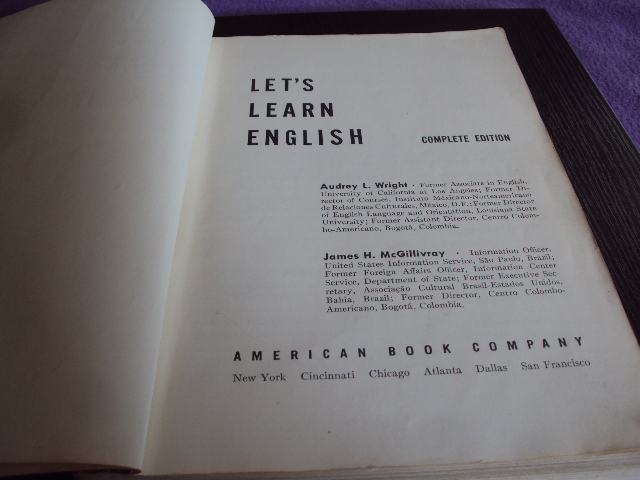 LET'S
LEARN
ENGLISH COMPLETE EDITION
Audrey L. Wright · Former Associate in English,
University of California at Los Angeles; Former Di-
rector of Courses, Instituto Mexicano-Norteamericano
de Relaciones Culturales, México, D.F.; Former Director
of English Language and Orientation, Louisiana State
University; Former Assistant Director, Centro Colom-
bo-Americano, Bogotá, Colombia.
James H. McGillivray · Information Officer,
United States Information Service, São Paulo, Brazil;
Former Foreign Affairs Officer, Information Center
Service, Department of State; Former Executive Sec-
retary, Associação Cultural Brasil-Estados Unidos,
Bahia, Brazil; Former Director, Centro Colombo-
Americano, Bogotá, Colombia.
AMERICAN BOOK COMPANY
New York Cincinnati Chicago Atlanta Dallas San Francisco